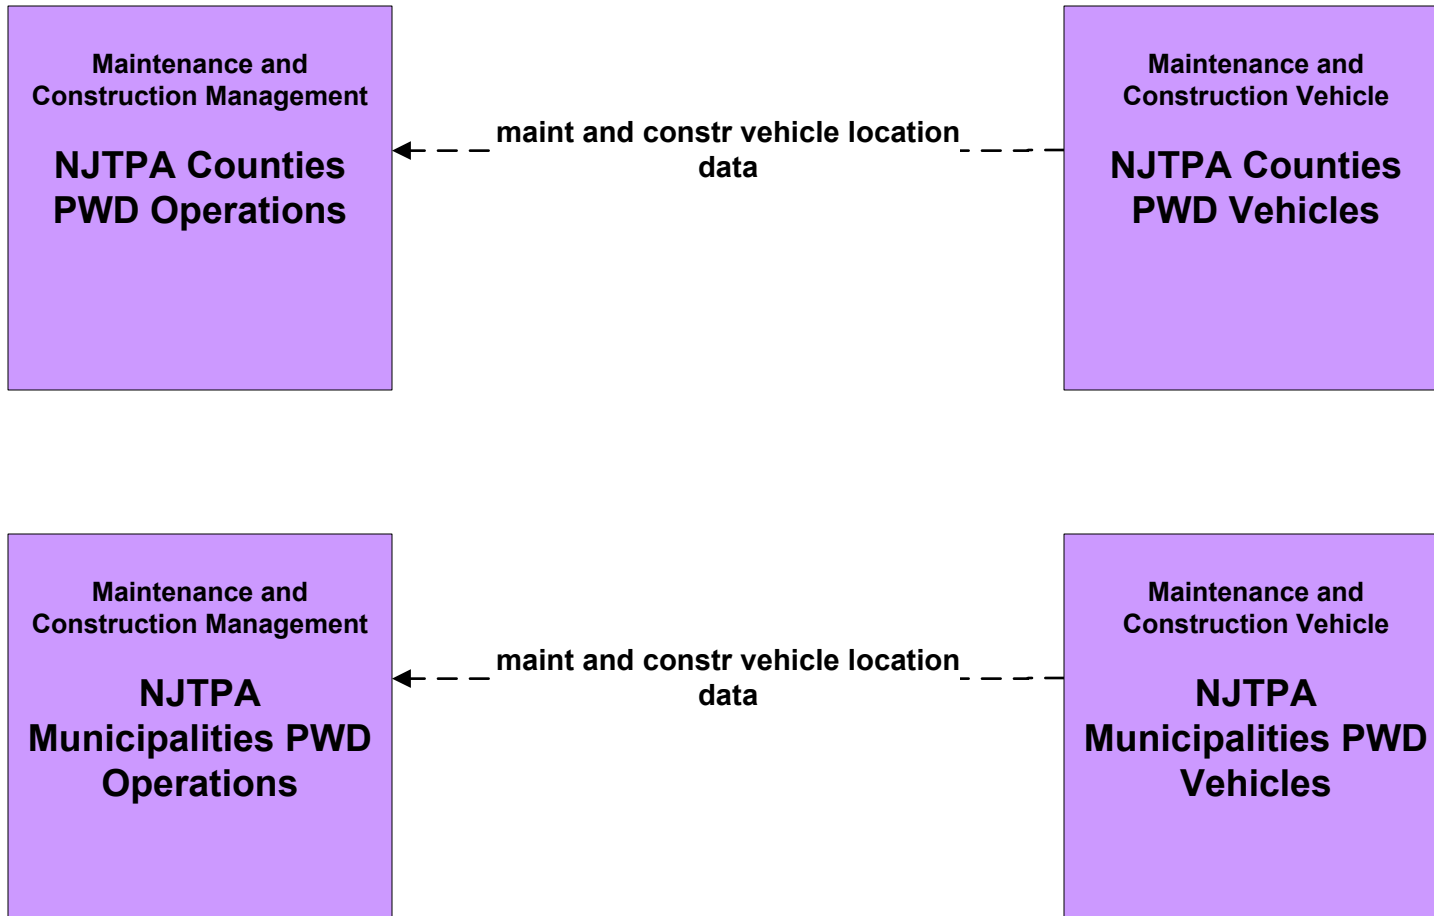 Maintenance and
Construction Management
NJTPA Counties
PWD Operations
maint and constr vehicle location
data
Maintenance and
Construction Vehicle
NJTPA Counties
PWD Vehicles
Maintenance and
Construction Management
NJTPA
Municipalities PWD
Operations
maint and constr vehicle location
data
Maintenance and
Construction Vehicle
NJTPA
Municipalities PWD
Vehicles